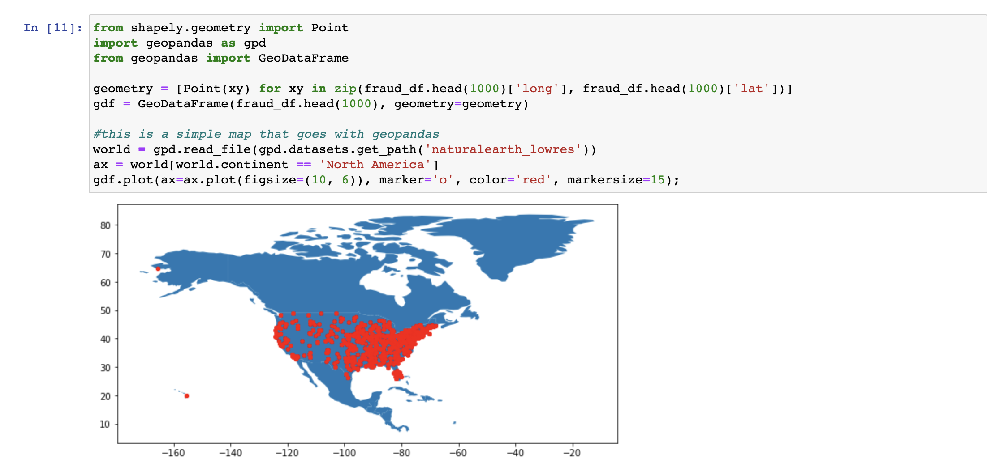 In [11]:
from shapely.geometry import Point
import geopandas as gpd
from geopandas import GeoDataFrame
geometry = [Point(xy) for xy in zip(fraud_df.head(1000)['long'], fraud_df.head(1000)['lat'])]
gdf = GeoDataFrame(fraud_df.head(1000), geometry=geometry)
#this is a simple map that goes with geopandas
world = gpd.read_file(gpd.datasets.get_path('naturalearth_lowres'))
ax = world[world.continent == 'North America']
gdf.plot(ax=ax.plot(figsize=(10, 6)), marker='o', color='red', markersize=15);
80
70
60
50
40
30
20
10
−160 −140 −120 −100 −80 −60 −40 −20